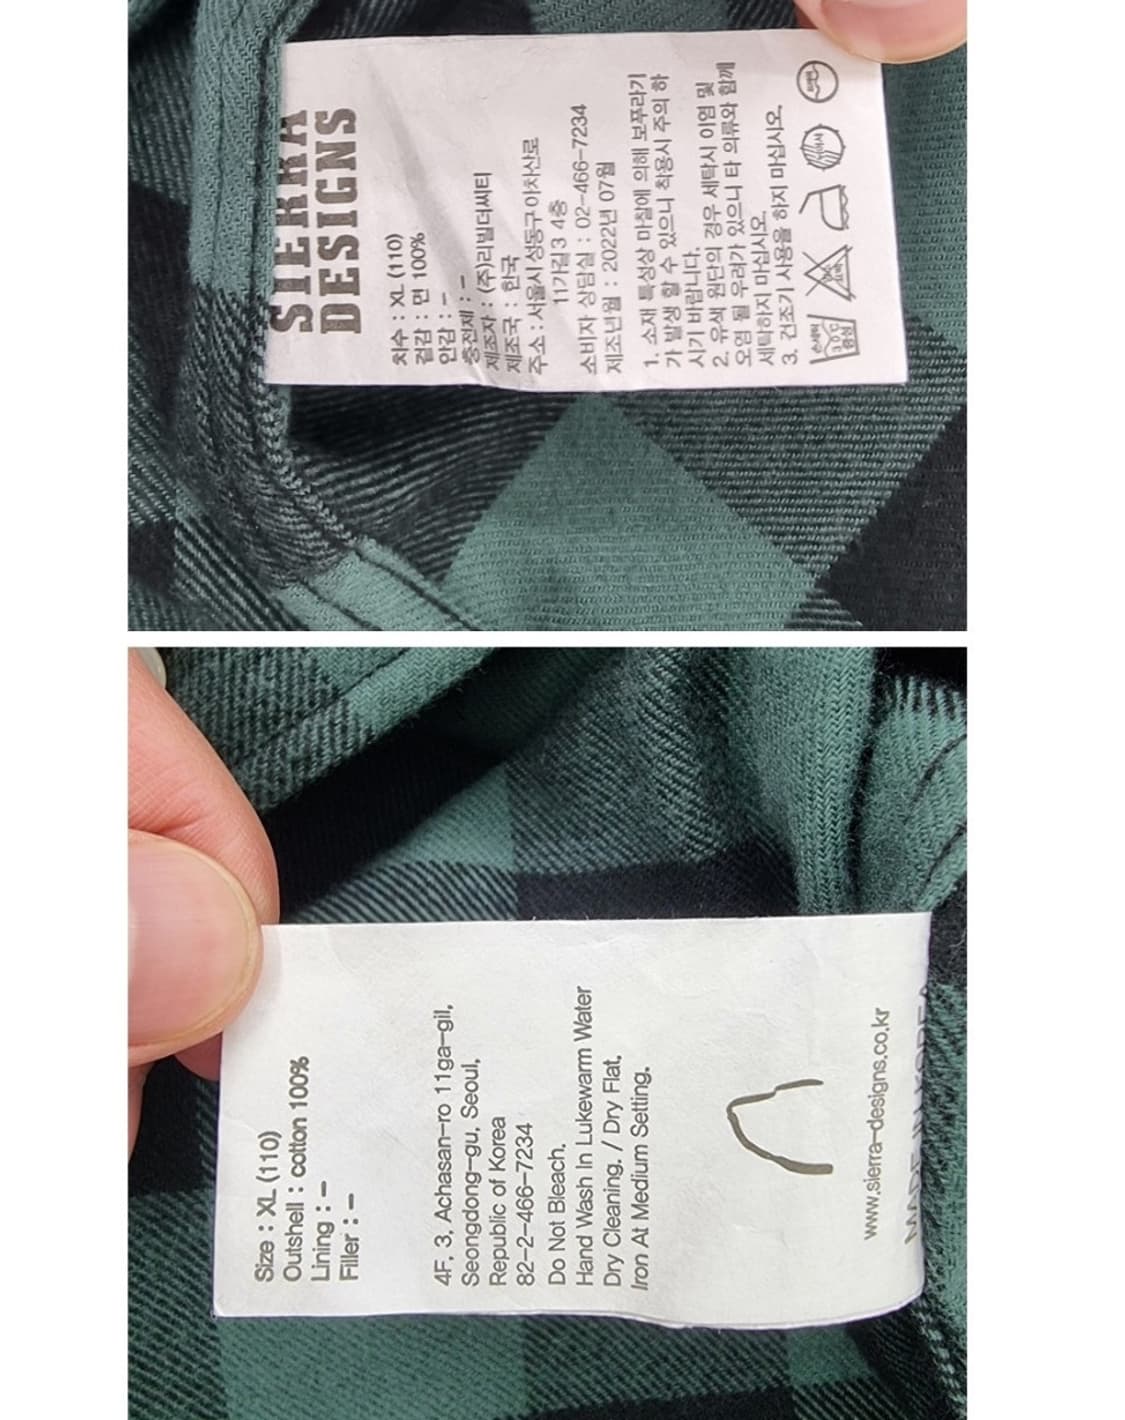 SIERRA
DESIGNS
치수 : XL (110)
겉감 : 면 100%
안감 : -
충전재 : -
제조자 : (주)리빌더씨티
제조국 : 한국
주소 : 서울시 성동구 아차산로
11가길3 4층
소비자 상담실 : 02-466-7234
제조년월 : 2022년 07월
1. 소재 특성상 마찰에 의해 보푸라기
가 발생 할 수 있으니 착용시 주의 하
시기 바랍니다.
2. 유색 원단의 경우 세탁시 이염 및
오염 될 우려가 있으니 타 의류와 함께
세탁하지 마십시오.
3. 건조기 사용을 하지 마십시오.
손세탁
30℃
중성
Size : XL (110)
Outshell : cotton 100%
Lining : -
Filler : -
4F, 3, Achasan-ro 11ga-gil,
Seongdong-gu, Seoul,
Republic of Korea
82-2-466-7234
Do Not Bleach.
Hand Wash In Lukewarm Water
Dry Cleaning. / Dry Flat.
Iron At Medium Setting.
www.sierra-designs.co.kr
MADE IN KOREA